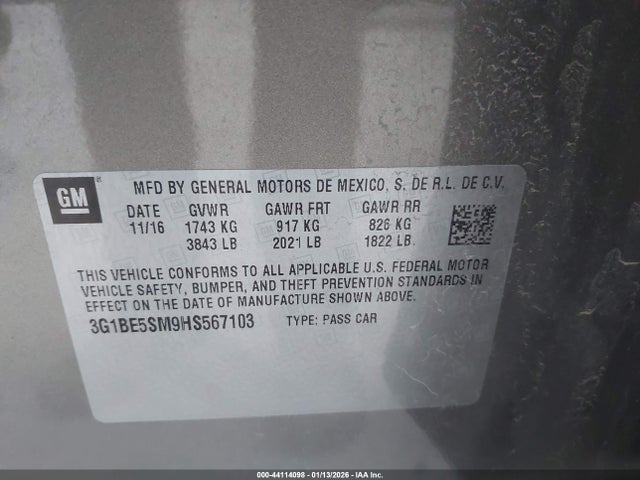 GM
MFD BY GENERAL MOTORS DE MEXICO, S. DE R.L. DE C.V.
DATE GVWR GAWR FRT GAWR RR
11/16 1743 KG 917 KG 826 KG
3843 LB 2021 LB 1822 LB
THIS VEHICLE CONFORMS TO ALL APPLICABLE U.S. FEDERAL MOTOR
VEHICLE SAFETY, BUMPER, AND THEFT PREVENTION STANDARDS IN
EFFECT ON THE DATE OF MANUFACTURE SHOWN ABOVE.
3G1BE5SM9HS567103 TYPE: PASS CAR
000-44114098 - 01/13/2026 - IAA Inc.